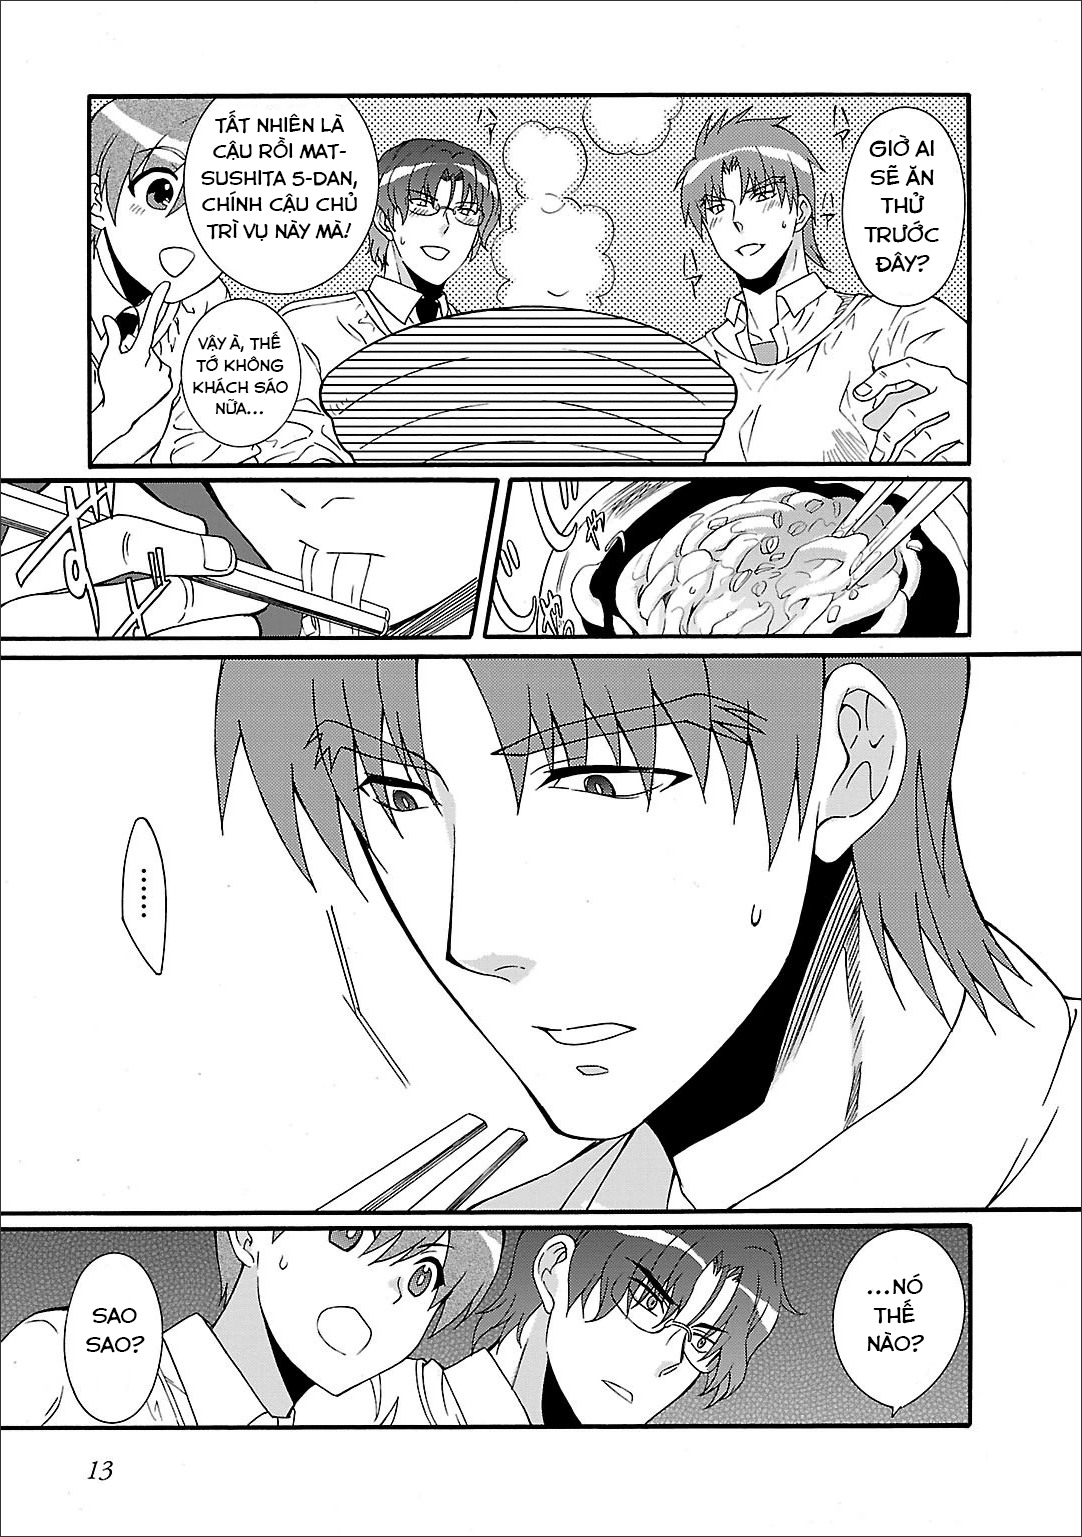 GIỜ AI
SẼ ĂN
THỬ
TRƯỚC
ĐÂY?
TẤT NHIÊN LÀ
CẬU RỒI MAT-
SUSHITA 5-DAN,
CHÍNH CẬU CHỦ
TRÌ VỤ NÀY MÀ!
VẬY À, THẾ
TỚ KHÔNG
KHÁCH SÁO
NỮA...
......
...NÓ
THẾ
NÀO?
SAO
SAO?
13